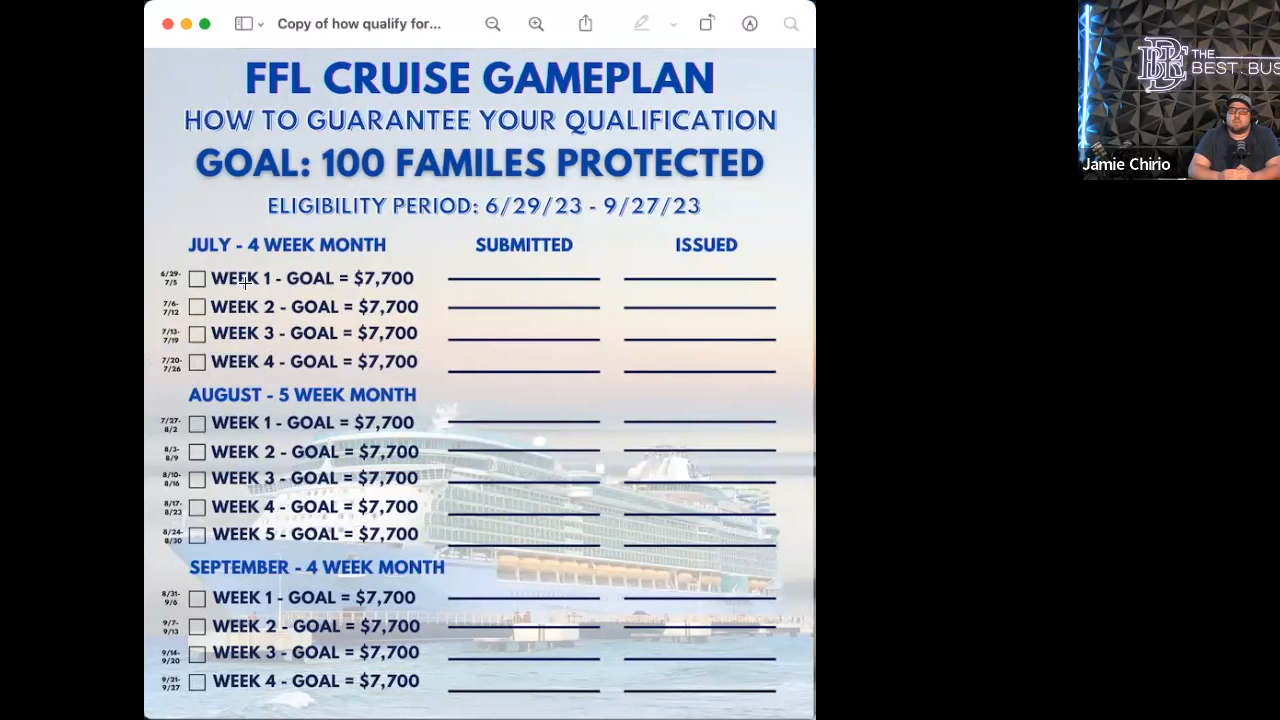 Copy of how qualify for...
FFL CRUISE GAMEPLAN
HOW TO GUARANTEE YOUR QUALIFICATION
GOAL: 100 FAMILES PROTECTED
ELIGIBILITY PERIOD: 6/29/23 - 9/27/23
JULY - 4 WEEK MONTH SUBMITTED ISSUED
6/29-
7/5 WEEK 1 - GOAL = $7,700
7/6-
7/12 WEEK 2 - GOAL = $7,700
7/13-
7/19 WEEK 3 - GOAL = $7,700
7/20-
7/26 WEEK 4 - GOAL = $7,700
AUGUST - 5 WEEK MONTH
7/27-
8/2 WEEK 1 - GOAL = $7,700
8/3-
8/9 WEEK 2 - GOAL = $7,700
8/10-
8/16 WEEK 3 - GOAL = $7,700
8/17-
8/23 WEEK 4 - GOAL = $7,700
8/24-
8/30 WEEK 5 - GOAL = $7,700
SEPTEMBER - 4 WEEK MONTH
8/31-
9/6 WEEK 1 - GOAL = $7,700
9/7-
9/13 WEEK 2 - GOAL = $7,700
9/14-
9/20 WEEK 3 - GOAL = $7,700
9/21-
9/27 WEEK 4 - GOAL = $7,700
THE
BEST BUS
Jamie Chirio